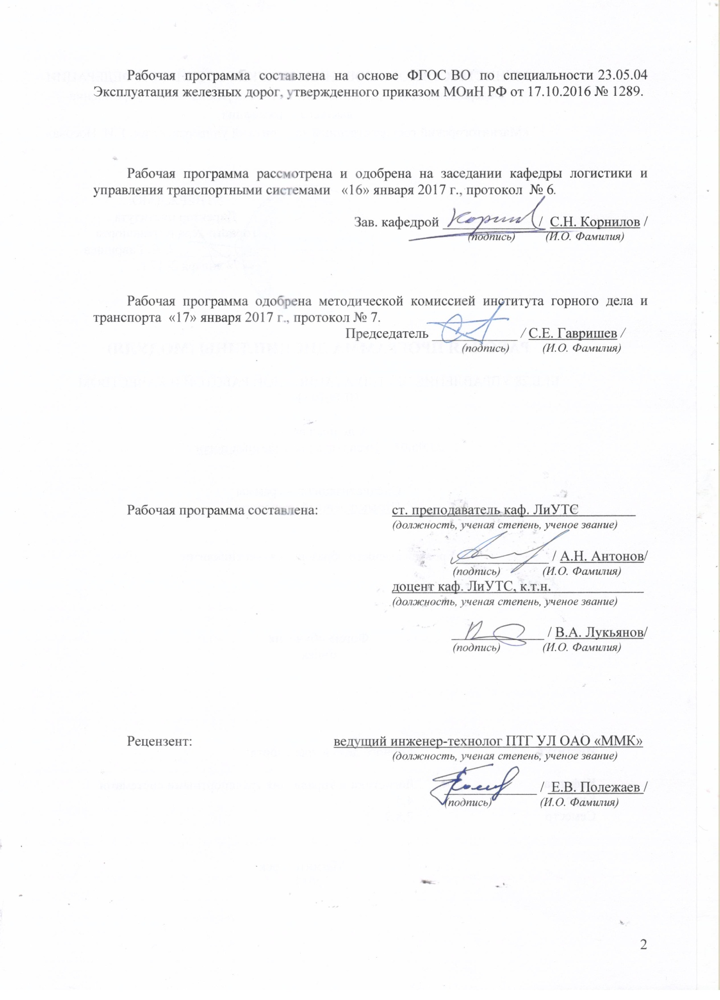 Рабочая программа составлена на основе ФГОС ВО по специальности 23.05.04
Эксплуатация железных дорог, утвержденного приказом МОиН РФ от 17.10.2016 № 1289.
Рабочая программа рассмотрена и одобрена на заседании кафедры логистики и
управления транспортными системами «16» января 2017 г., протокол № 6.
Зав. кафедрой / С.Н. Корнилов /
(подпись) (И.О. Фамилия)
Рабочая программа одобрена методической комиссией института горного дела и
транспорта «17» января 2017 г., протокол № 7.
Председатель / С.Е. Гавришев /
(подпись) (И.О. Фамилия)
Рабочая программа составлена: ст. преподаватель каф. ЛиУТС
(должность, ученая степень, ученое звание)
/ А.Н. Антонов/
(подпись) (И.О. Фамилия)
доцент каф. ЛиУТС, к.т.н.
(должность, ученая степень, ученое звание)
/ В.А. Лукьянов/
(подпись) (И.О. Фамилия)
Рецензент: ведущий инженер-технолог ПТГ УЛ ОАО «ММК»
(должность, ученая степень, ученое звание)
/ Е.В. Полежаев /
(подпись) (И.О. Фамилия)
2